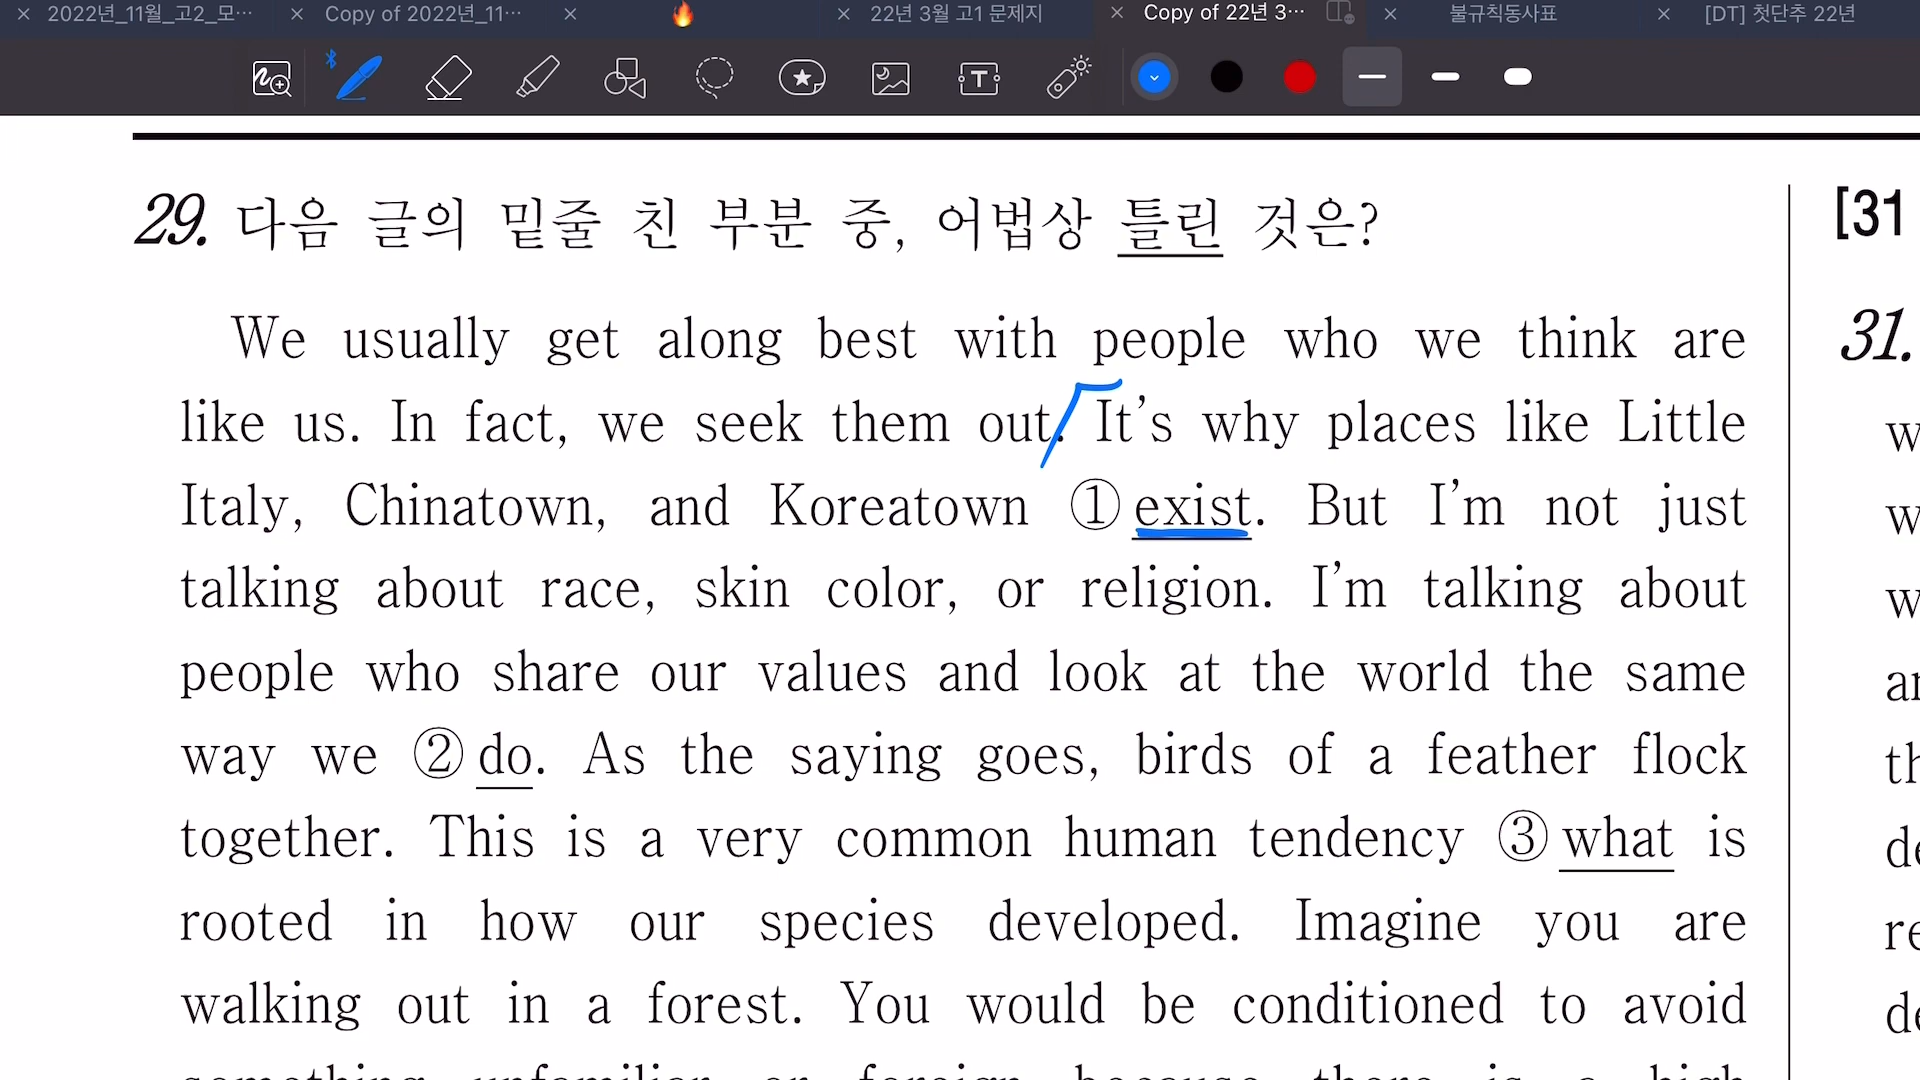 2022년_11월_고2_모…
Copy of 2022년_11…
22년 3월 고1 문제지
Copy of 22년 3…
불규칙동사표
[DT] 첫단추 22년
29. 다음 글의 밑줄 친 부분 중, 어법상 틀린 것은?
We usually get along best with people who we think are
like us. In fact, we seek them out. It’s why places like Little
Italy, Chinatown, and Koreatown ① exist. But I’m not just
talking about race, skin color, or religion. I’m talking about
people who share our values and look at the world the same
way we ② do. As the saying goes, birds of a feather flock
together. This is a very common human tendency ③ what is
rooted in how our species developed. Imagine you are
walking out in a forest. You would be conditioned to avoid
something unfamiliar or foreign because there is a high
[31
31.